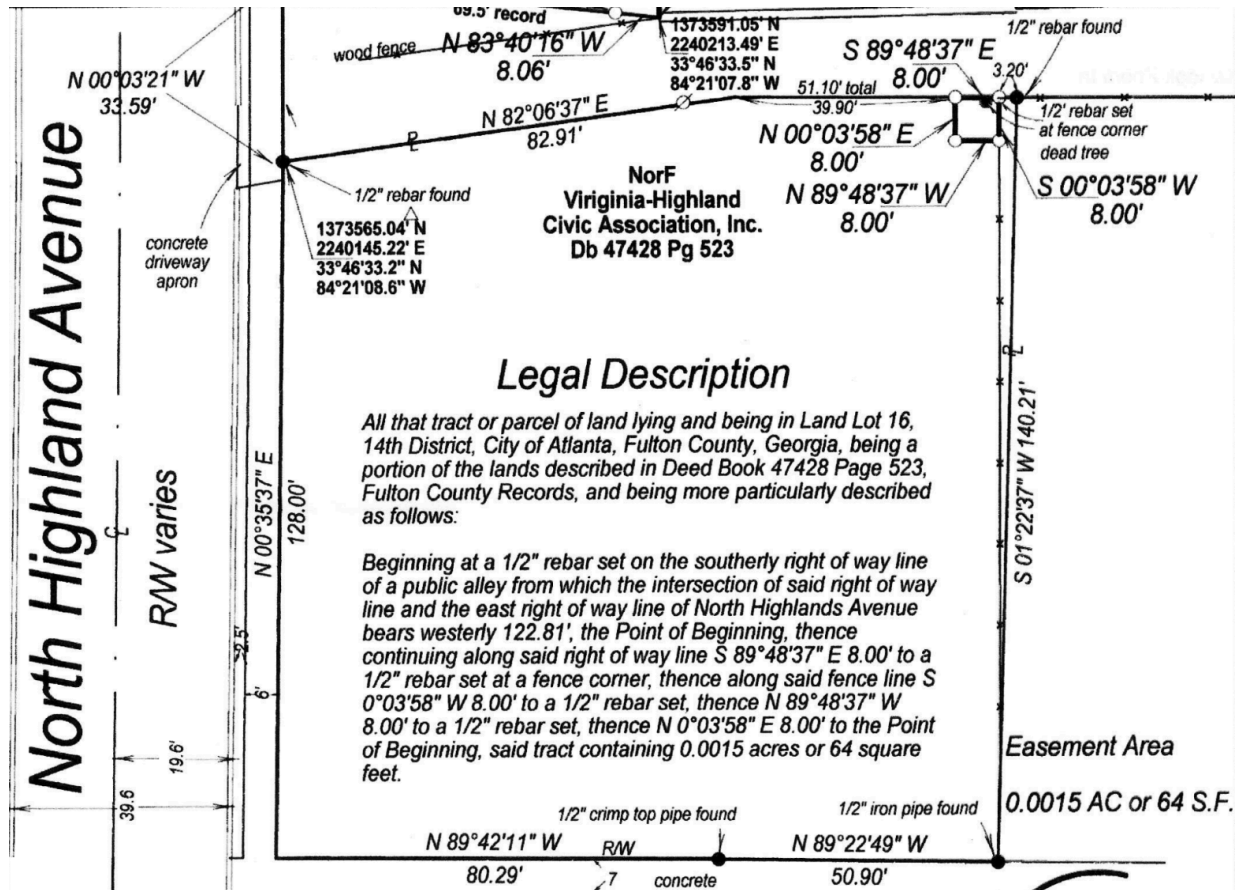 69.5' record
wood fence
N 83°40'16" W
8.06'
1373591.05' N
2240213.49' E
33°46'33.5" N
84°21'07.8" W
S 89°48'37" E
8.00'
1/2" rebar found
3.20'
N 00°03'21" W
33.59'
N 82°06'37" E
82.91'
51.10' total
39.90'
1/2' rebar set
at fence corner
dead tree
N 00°03'58" E
8.00'
N 89°48'37" W
8.00'
S 00°03'58" W
8.00'
1/2" rebar found
1373565.04' N
2240145.22' E
33°46'33.2" N
84°21'08.6" W
concrete
driveway
apron
NorF
Viriginia-Highland
Civic Association, Inc.
Db 47428 Pg 523
North Highland Avenue
R/W varies
N 00°35'37" E
128.00'
S 01°22'37" W 140.21'
Legal Description
All that tract or parcel of land lying and being in Land Lot 16,
14th District, City of Atlanta, Fulton County, Georgia, being a
portion of the lands described in Deed Book 47428 Page 523,
Fulton County Records, and being more particularly described
as follows:
Beginning at a 1/2" rebar set on the southerly right of way line
of a public alley from which the intersection of said right of way
line and the east right of way line of North Highlands Avenue
bears westerly 122.81', the Point of Beginning, thence
continuing along said right of way line S 89°48'37" E 8.00' to a
1/2" rebar set at a fence corner, thence along said fence line S
0°03'58" W 8.00' to a 1/2" rebar set, thence N 89°48'37" W
8.00' to a 1/2" rebar set, thence N 0°03'58" E 8.00' to the Point
of Beginning, said tract containing 0.0015 acres or 64 square
feet.
2.5'
6'
19.6'
39.6
Easement Area
0.0015 AC or 64 S.F.
1/2" crimp top pipe found
1/2" iron pipe found
N 89°42'11" W
R/W
N 89°22'49" W
80.29'
7
concrete
50.90'